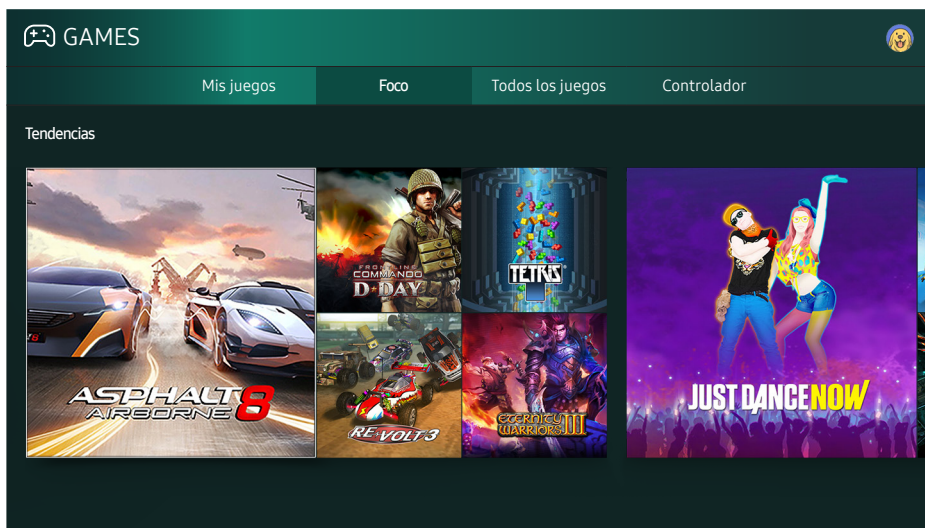 GAMES
Mis juegos
Foco
Todos los juegos
Controlador
Tendencias
ASPHALT 8
AIRBORNE
FRONTLINE
COMMANDO
D-DAY
TETRIS
RE-VOLT 3
ETERNITY
WARRIORS III
JUST DANCE NOW